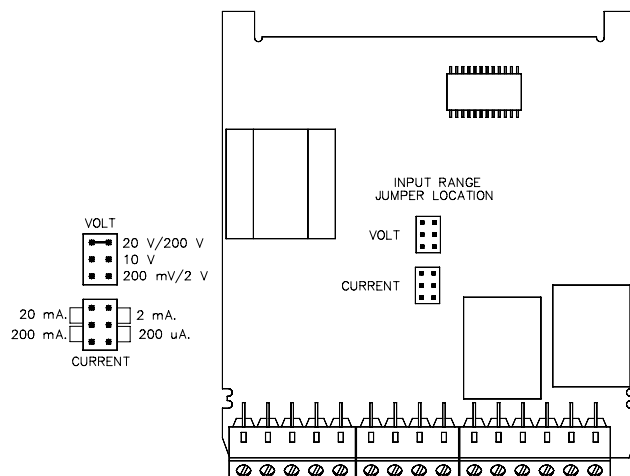 INPUT RANGE
JUMPER LOCATION
VOLT
CURRENT
VOLT
20 V/200 V
10 V
200 mV/2 V
20 mA.
2 mA.
200 mA.
200 uA.
CURRENT